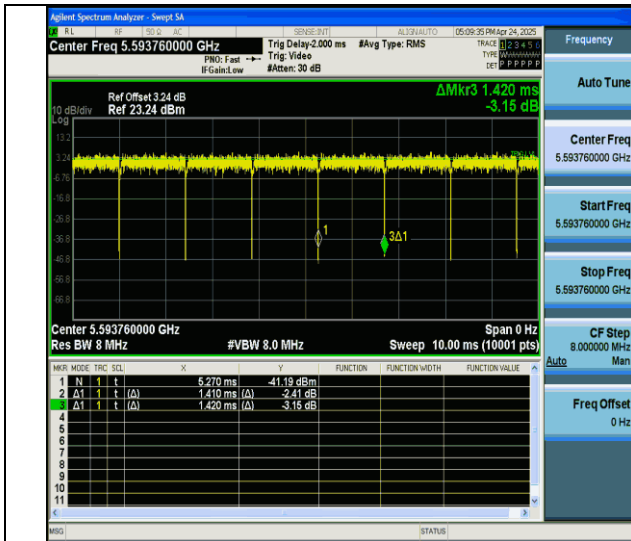 Agilent Spectrum Analyzer - Swept SA
RL RF 50 Ω AC SENSE:INT ALIGNAUTO 05:09:35 PM Apr 24, 2025
Center Freq 5.593760000 GHz
Trig Delay-2.000 ms #Avg Type: RMS
TRACE 1 2 3 4 5 6
PNO: Fast Trig: Video
TYPE
IFGain:Low #Atten: 30 dB
DET P P P P P P
ΔMkr3 1.420 ms
-3.15 dB
Ref Offset 3.24 dB
10 dB/div Ref 23.24 dBm
Log
13.2
3.24
-6.76
-16.8
-26.8
-36.8
-46.8
-56.8
-66.8
1
3Δ1
Center 5.593760000 GHz Span 0 Hz
Res BW 8 MHz #VBW 8.0 MHz Sweep 10.00 ms (10001 pts)
MKR MODE TRC SCL X Y FUNCTION FUNCTION WIDTH FUNCTION VALUE
1 N 1 t 5.270 ms -41.19 dBm
2 Δ1 1 t (Δ) 1.410 ms (Δ) -2.41 dB
3 Δ1 1 t (Δ) 1.420 ms (Δ) -3.15 dB
4
5
6
7
8
9
10
11
MSG STATUS
Frequency
Auto Tune
Center Freq
5.593760000 GHz
Start Freq
5.593760000 GHz
Stop Freq
5.593760000 GHz
CF Step
8.000000 MHz
Auto Man
Freq Offset
0 Hz